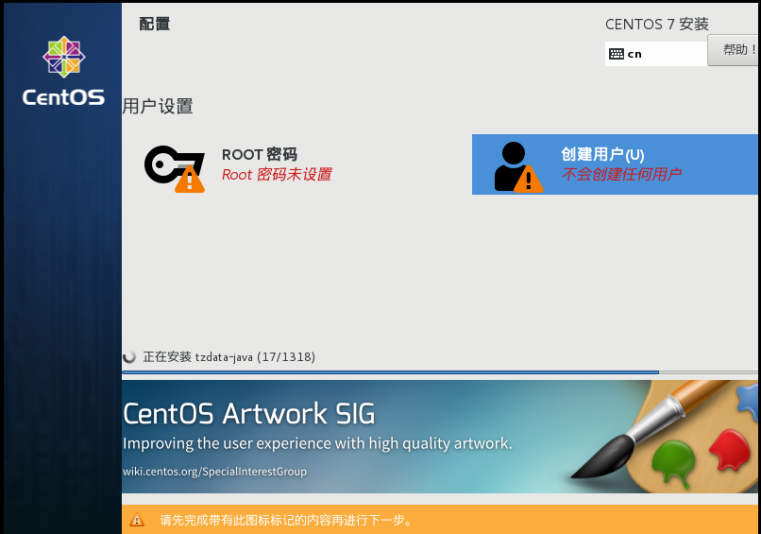 配置
CENTOS 7 安装
cn
帮助！
CentOS
用户设置
ROOT 密码
Root 密码未设置
创建用户(U)
不会创建任何用户
正在安装 tzdata-java (17/1318)
CentOS Artwork SIG
Improving the user experience with high quality artwork.
wiki.centos.org/SpecialInterestGroup
请先完成带有此图标标记的内容再进行下一步。